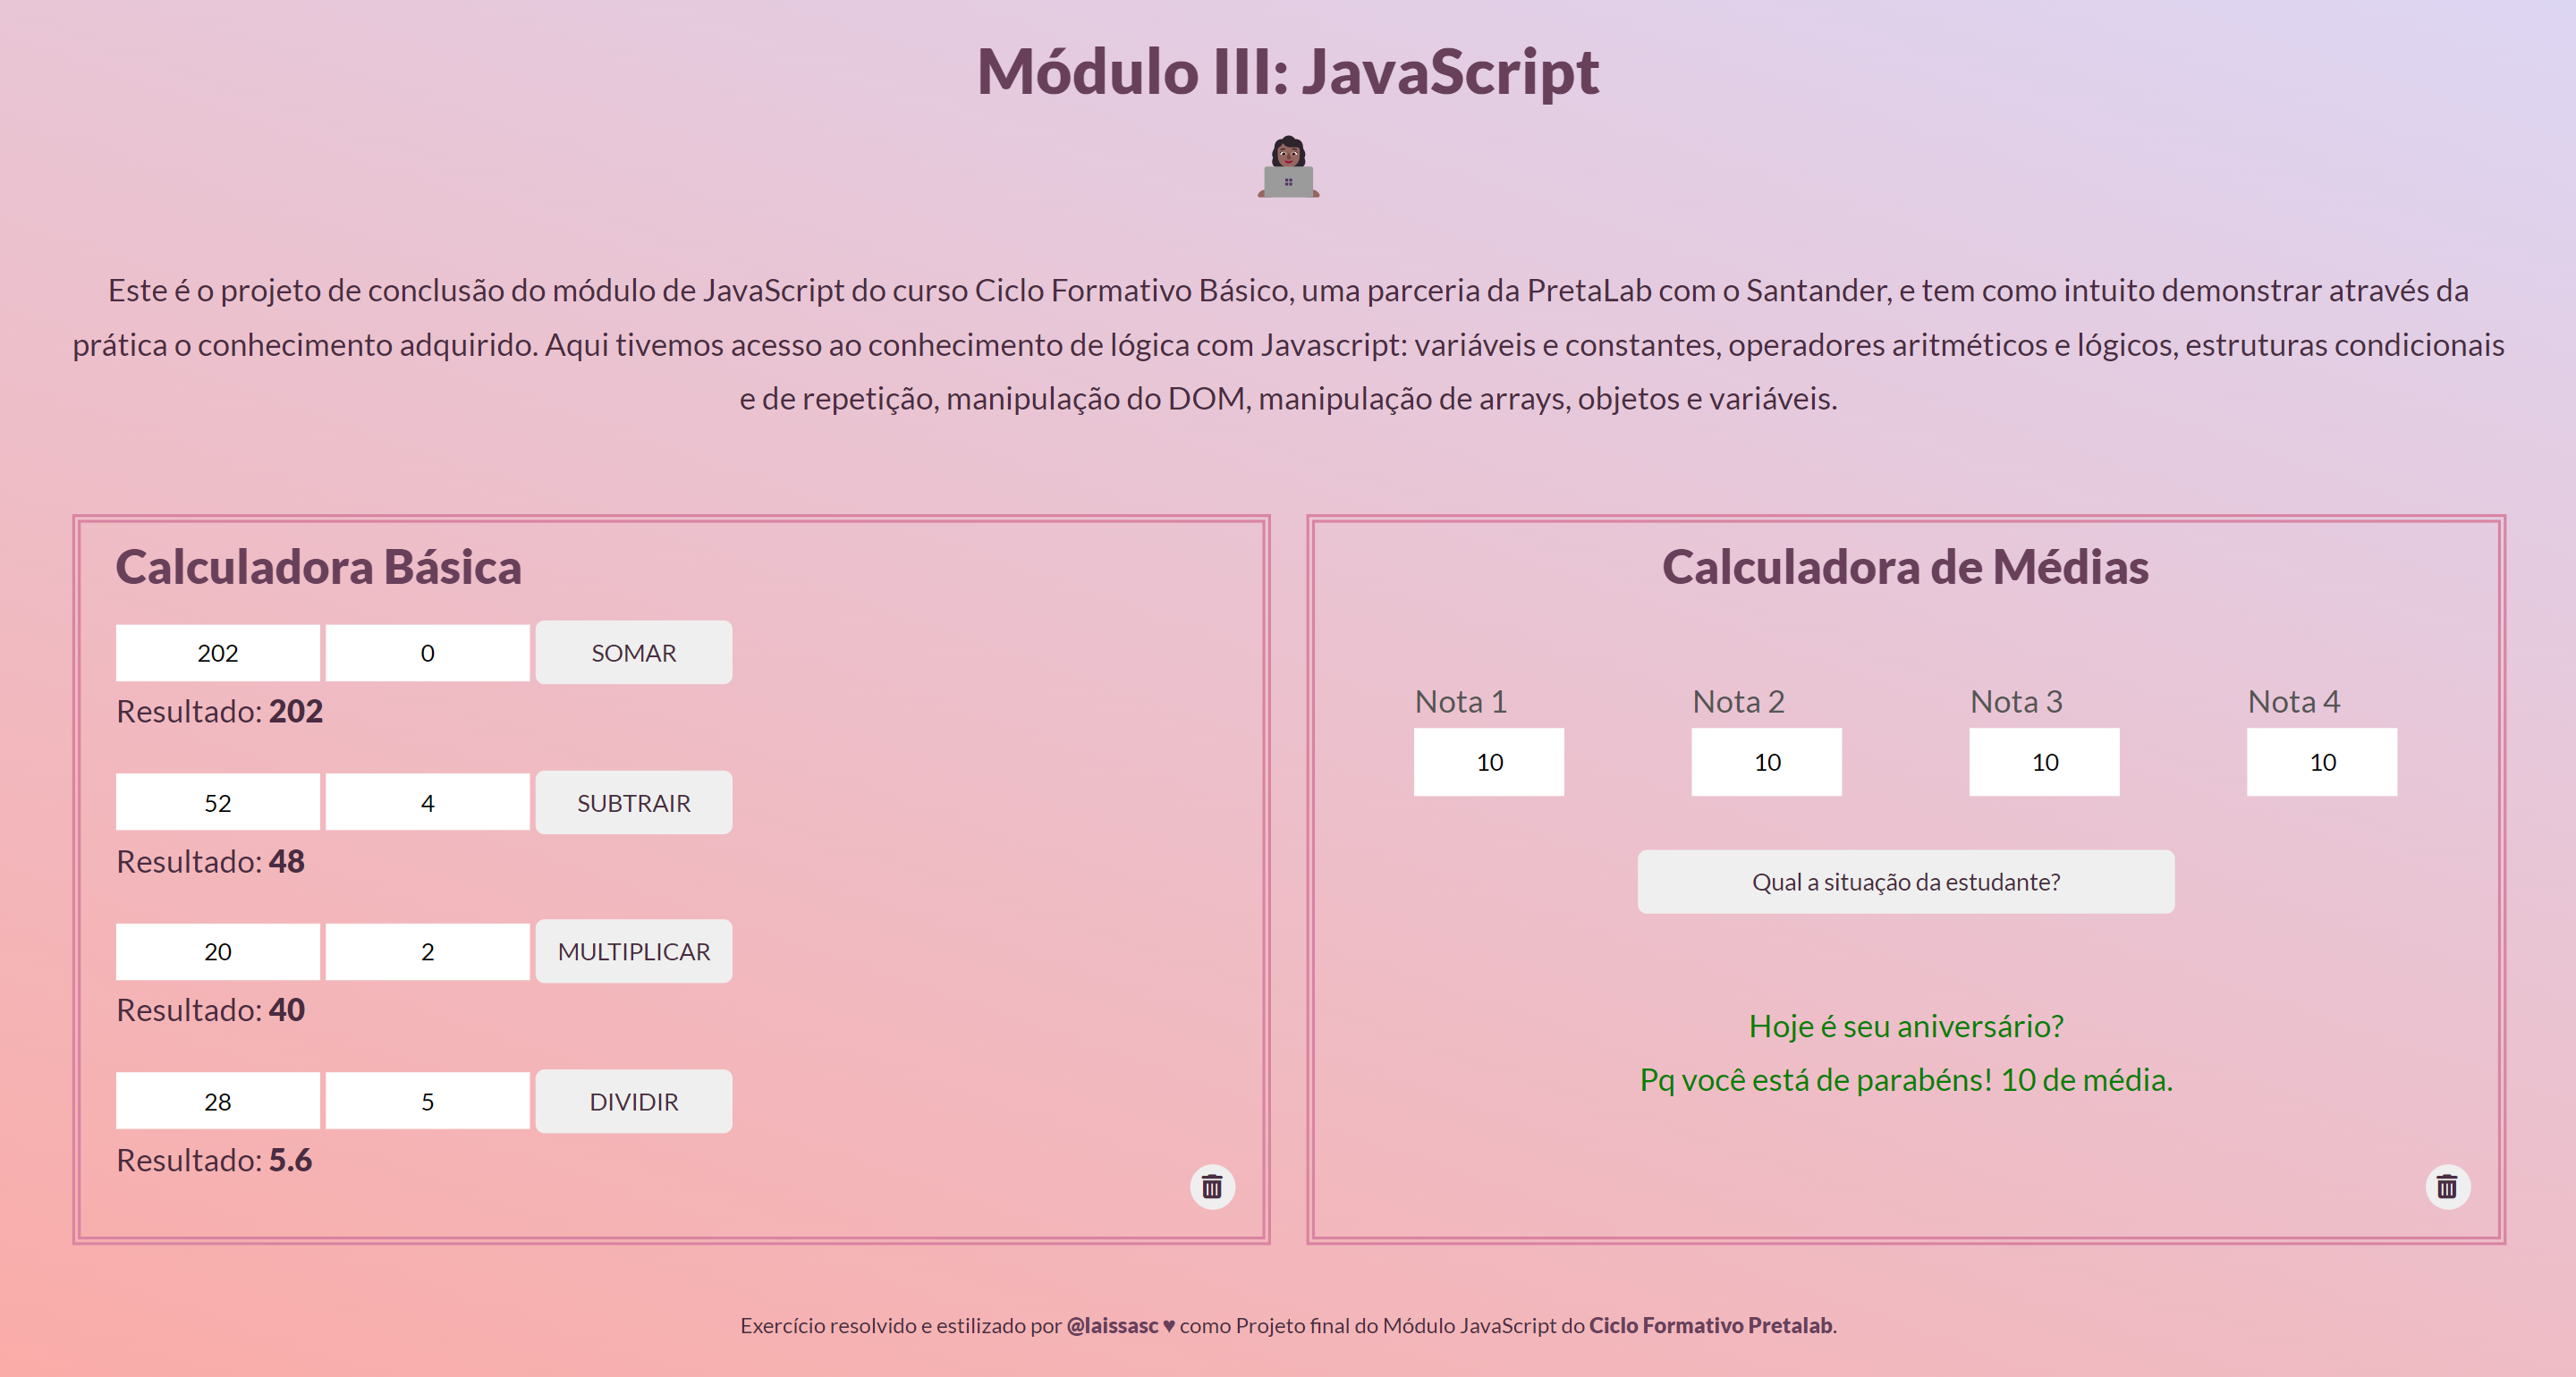 Módulo III: JavaScript
Este é o projeto de conclusão do módulo de JavaScript do curso Ciclo Formativo Básico, uma parceria da PretaLab com o Santander, e tem como intuito demonstrar através da
prática o conhecimento adquirido. Aqui tivemos acesso ao conhecimento de lógica com Javascript: variáveis e constantes, operadores aritméticos e lógicos, estruturas condicionais
e de repetição, manipulação do DOM, manipulação de arrays, objetos e variáveis.
Calculadora Básica
202 0 SOMAR
Resultado: 202
52 4 SUBTRAIR
Resultado: 48
20 2 MULTIPLICAR
Resultado: 40
28 5 DIVIDIR
Resultado: 5.6
Calculadora de Médias
Nota 1 Nota 2 Nota 3 Nota 4
10 10 10 10
Qual a situação da estudante?
Hoje é seu aniversário?
Pq você está de parabéns! 10 de média.
Exercício resolvido e estilizado por @laissasc ♥ como Projeto final do Módulo JavaScript do Ciclo Formativo Pretalab.